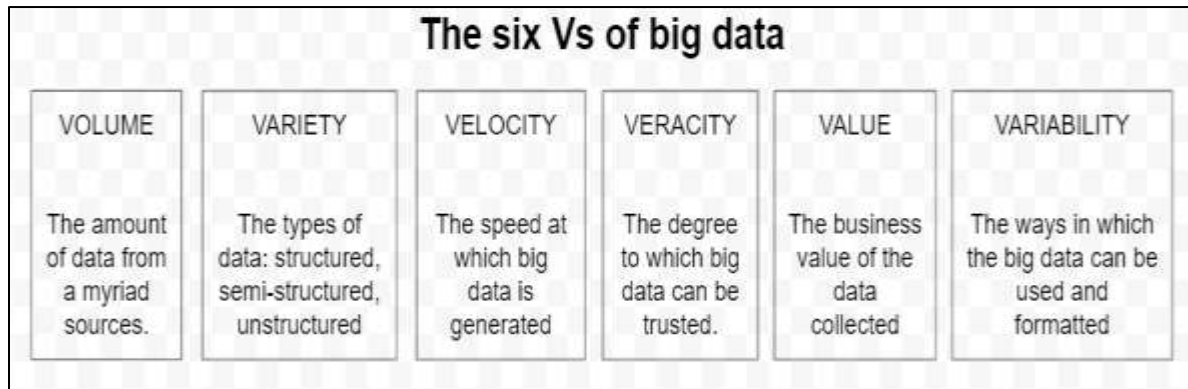 The six Vs of big data
VOLUME
The amount
of data from
a myriad
sources.
VARIETY
The types of
data: structured,
semi-structured,
unstructured
VELOCITY
The speed at
which big
data is
generated
VERACITY
The degree
to which big
data can be
trusted.
VALUE
The business
value of the
data
collected
VARIABILITY
The ways in which
the big data can be
used and
formatted